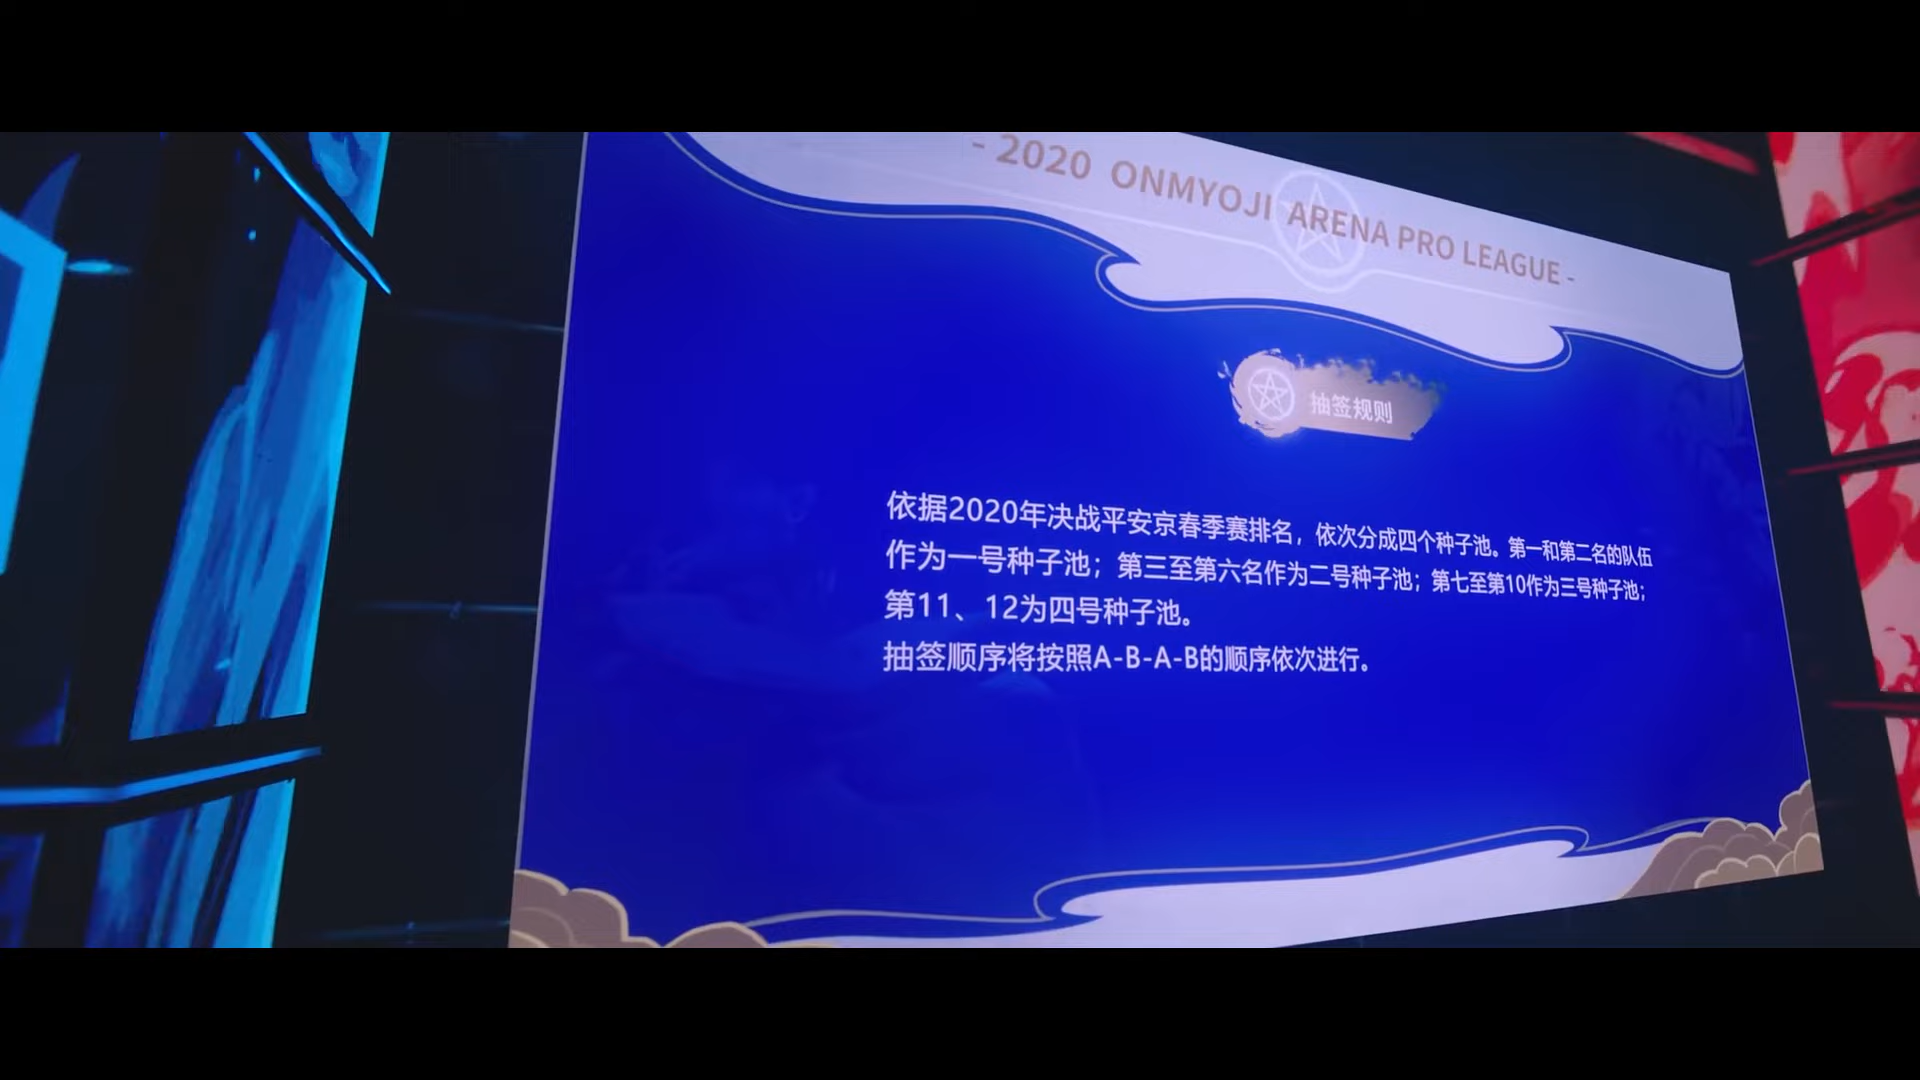 - 2020 ONMYOJI ARENA PRO LEAGUE -
抽签规则
依据2020年决战平安京春季赛排名，依次分成四个种子池。第一和第二名的队伍
作为一号种子池；第三至第六名作为二号种子池；第七至第10作为三号种子池；
第11、12为四号种子池。
抽签顺序将按照A-B-A-B的顺序依次进行。